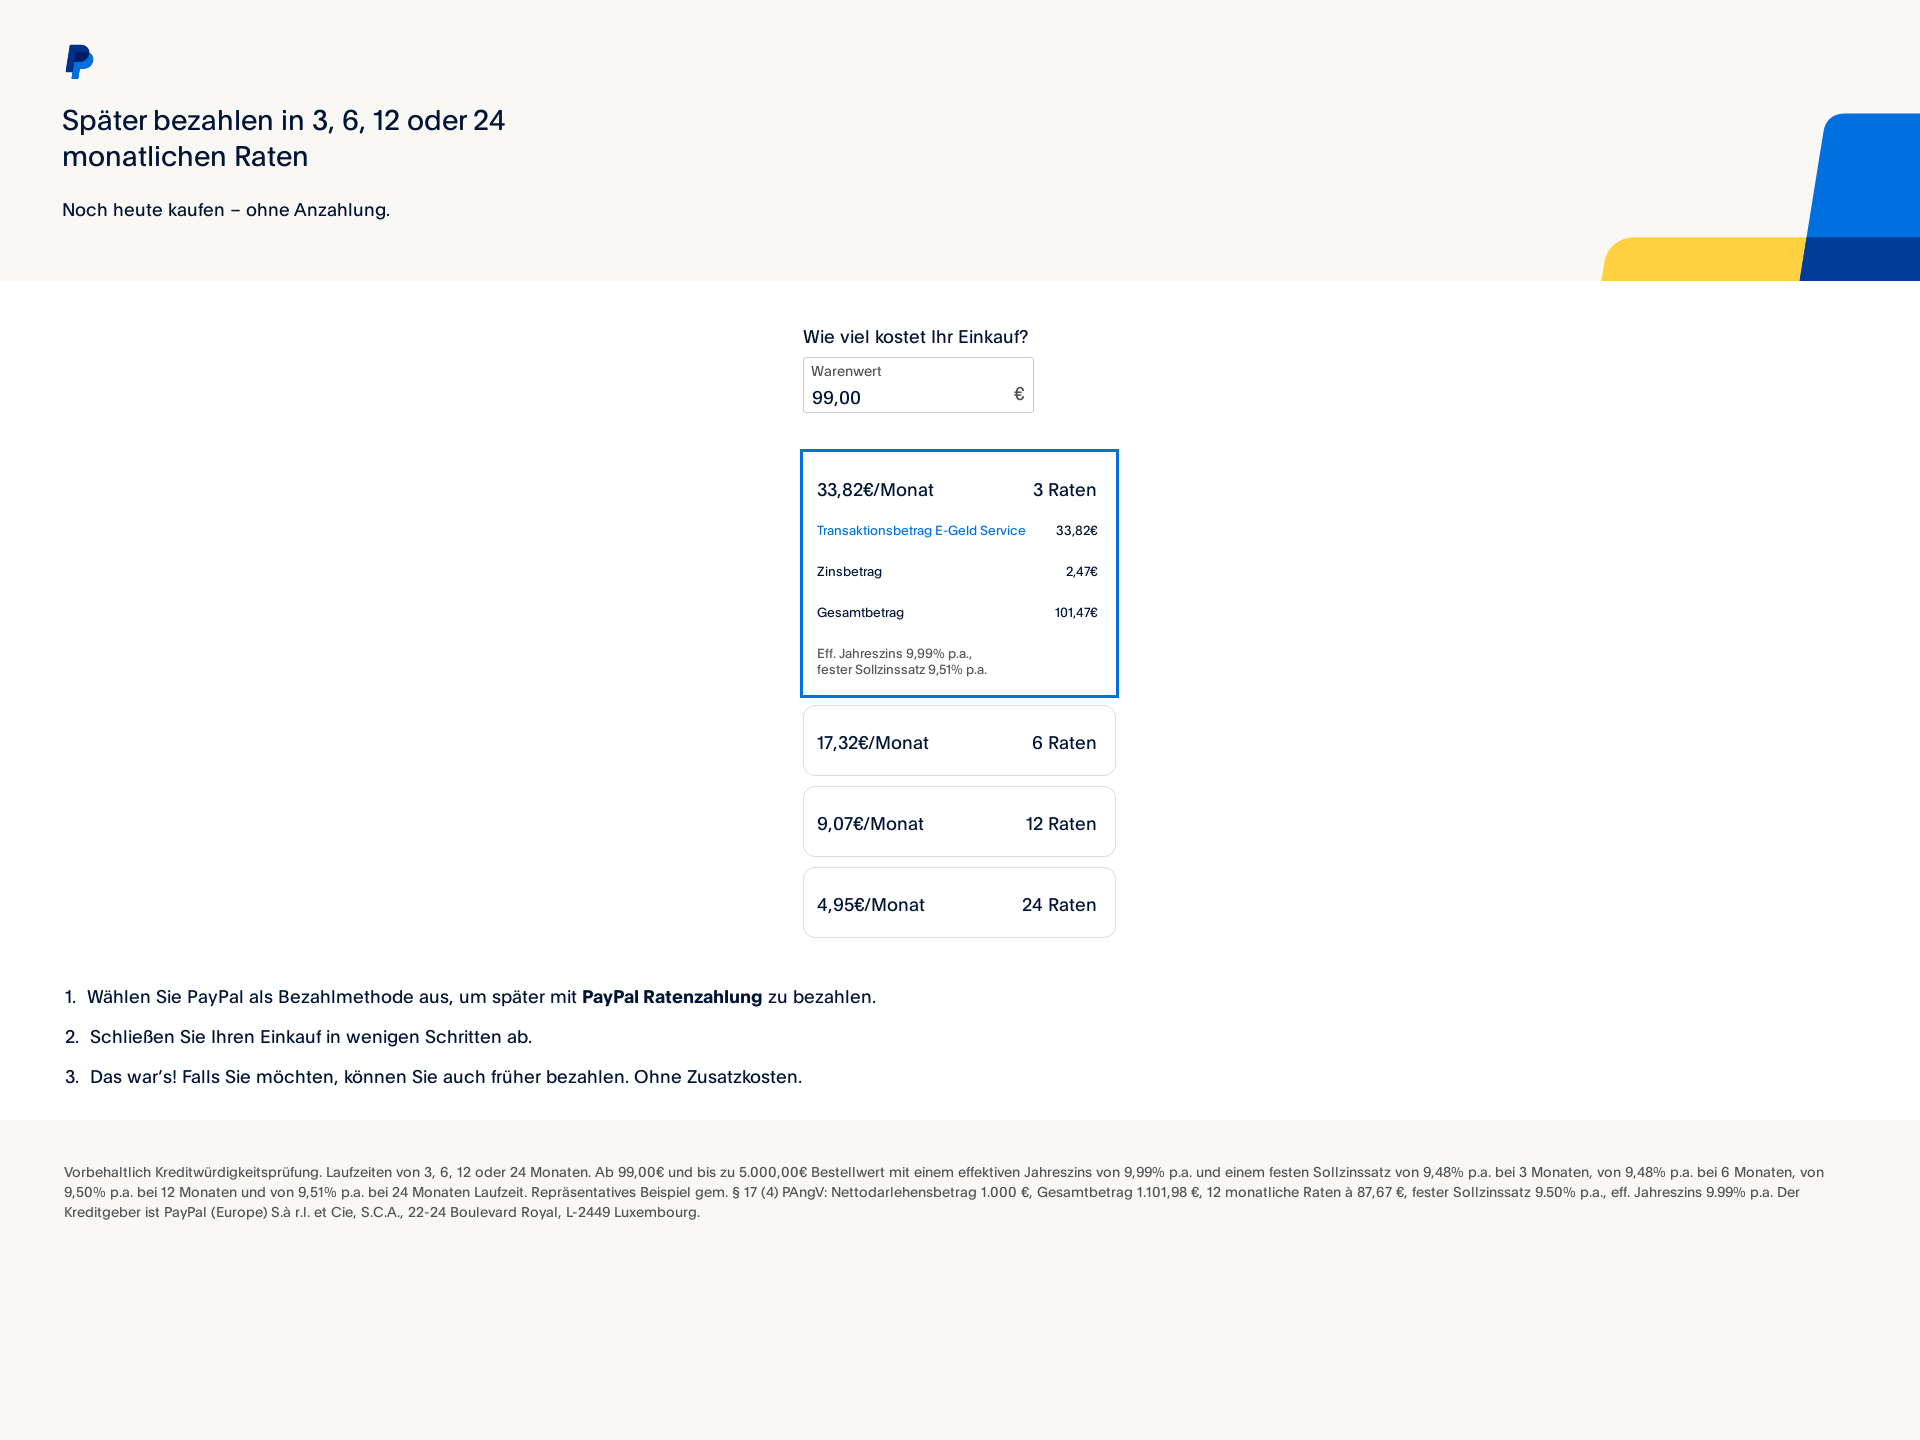 Später bezahlen in 3, 6, 12 oder 24
monatlichen Raten
Noch heute kaufen – ohne Anzahlung.
Wie viel kostet Ihr Einkauf?
Warenwert
99,00 €
33,82€/Monat 3 Raten
Transaktionsbetrag E-Geld Service 33,82€
Zinsbetrag 2,47€
Gesamtbetrag 101,47€
Eff. Jahreszins 9,99% p.a.,
fester Sollzinssatz 9,51% p.a.
17,32€/Monat 6 Raten
9,07€/Monat 12 Raten
4,95€/Monat 24 Raten
1. Wählen Sie PayPal als Bezahlmethode aus, um später mit PayPal Ratenzahlung zu bezahlen.
2. Schließen Sie Ihren Einkauf in wenigen Schritten ab.
3. Das war’s! Falls Sie möchten, können Sie auch früher bezahlen. Ohne Zusatzkosten.
Vorbehaltlich Kreditwürdigkeitsprüfung. Laufzeiten von 3, 6, 12 oder 24 Monaten. Ab 99,00€ und bis zu 5.000,00€ Bestellwert mit einem effektiven Jahreszins von 9,99% p.a. und einem festen Sollzinssatz von 9,48% p.a. bei 3 Monaten, von 9,48% p.a. bei 6 Monaten, von
9,50% p.a. bei 12 Monaten und von 9,51% p.a. bei 24 Monaten Laufzeit. Repräsentatives Beispiel gem. § 17 (4) PAngV: Nettodarlehensbetrag 1.000 €, Gesamtbetrag 1.101,98 €, 12 monatliche Raten à 87,67 €, fester Sollzinssatz 9.50% p.a., eff. Jahreszins 9.99% p.a. Der
Kreditgeber ist PayPal (Europe) S.à r.l. et Cie, S.C.A., 22-24 Boulevard Royal, L-2449 Luxembourg.